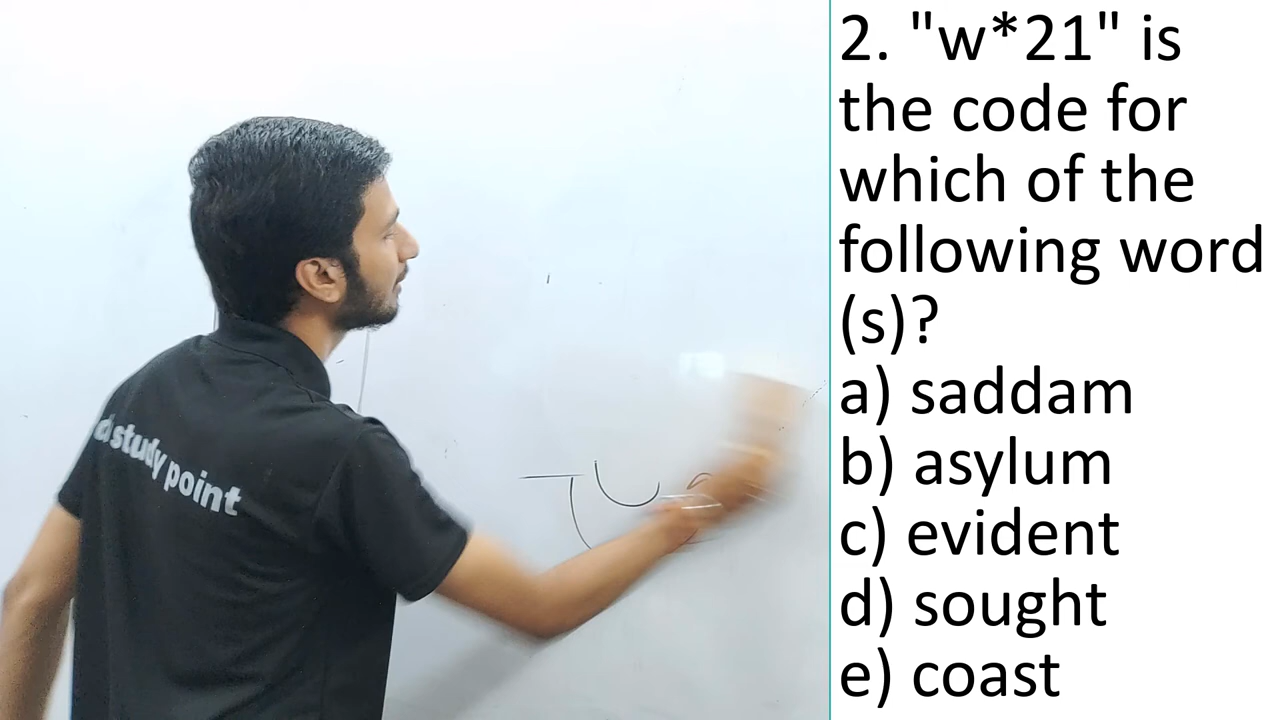 2. "w*21" is
the code for
which of the
following word
(s)?
a) saddam
b) asylum
c) evident
d) sought
e) coast
study point